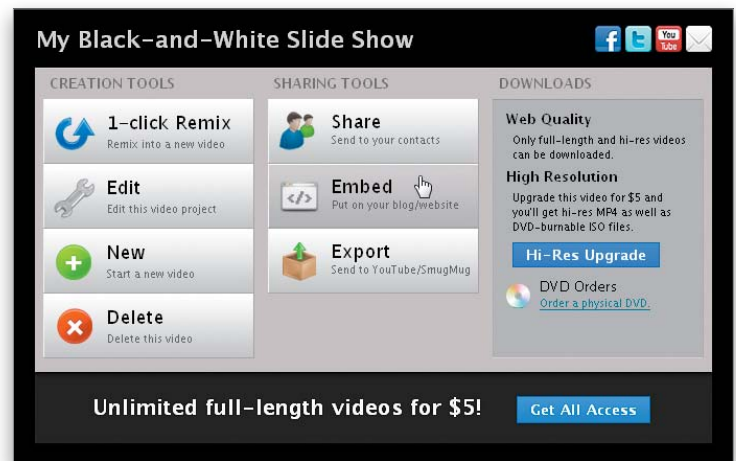 My Black-and-White Slide Show
f
t
You
Tube
CREATION TOOLS
1-click Remix
Remix into a new video
Edit
Edit this video project
New
Start a new video
Delete
Delete this video
SHARING TOOLS
Share
Send to your contacts
</>
Embed
Put on your blog/website
Export
Send to YouTube/SmugMug
DOWNLOADS
Web Quality
Only full-length and hi-res videos
can be downloaded.
High Resolution
Upgrade this video for $5 and
you'll get hi-res MP4 as well as
DVD-burnable ISO files.
Hi-Res Upgrade
DVD Orders
Order a physical DVD.
Unlimited full-length videos for $5!
Get All Access